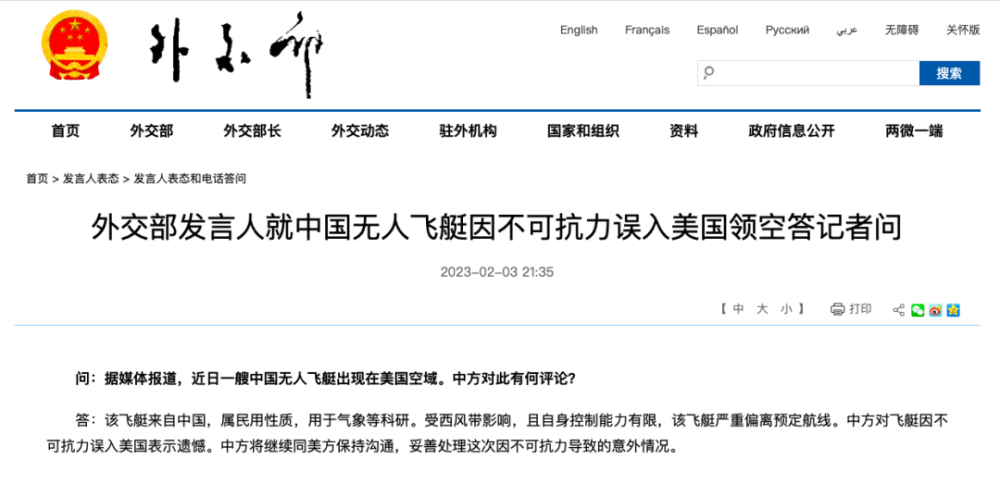 外交部
English Français Español Русский عربي 无障碍 关怀版
搜索
首页 外交部 外交部长 外交动态 驻外机构 国家和组织 资料 政府信息公开 两微一端
首页 > 发言人表态 > 发言人表态和电话答问
外交部发言人就中国无人飞艇因不可抗力误入美国领空答记者问
2023-02-03 21:35
【 中 大 小 】 打印
问：据媒体报道，近日一艘中国无人飞艇出现在美国空域。中方对此有何评论？
答：该飞艇来自中国，属民用性质，用于气象等科研。受西风带影响，且自身控制能力有限，该飞艇严重偏离预定航线。中方对飞艇因不
可抗力误入美国表示遗憾。中方将继续同美方保持沟通，妥善处理这次因不可抗力导致的意外情况。